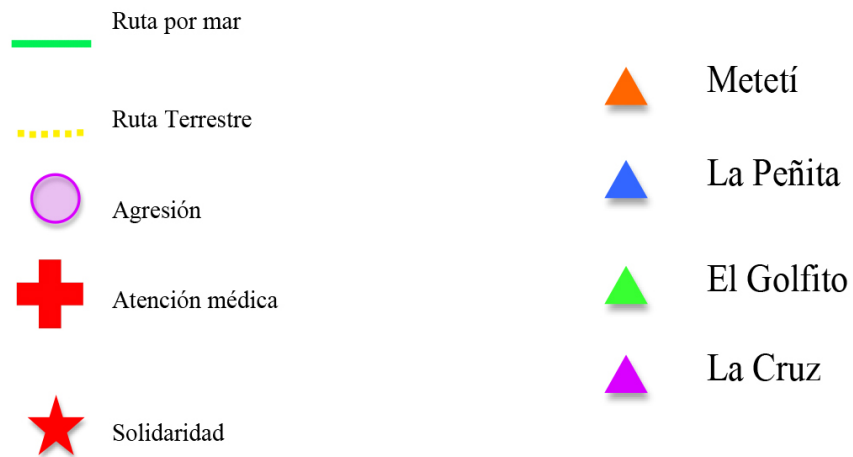 Ruta por mar
Ruta Terrestre
Agresión
Atención médica
Solidaridad
Metetí
La Peñita
El Golfito
La Cruz